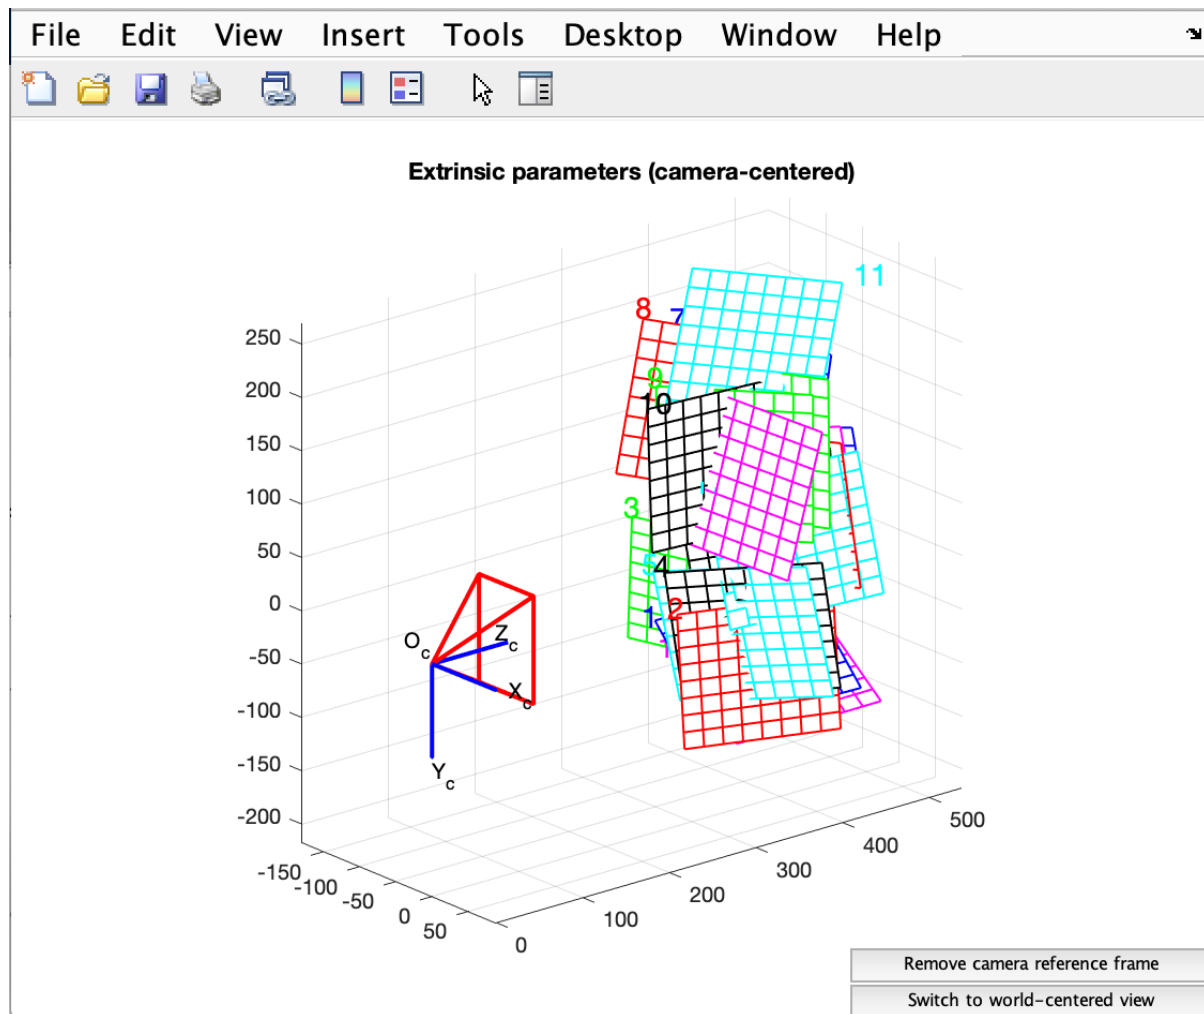 File Edit View Insert Tools Desktop Window Help
Extrinsic parameters (camera-centered)
11
8
7
250
9
200
10
150
100
3
50
5
4
0
1
2
O
c
Z
c
-50
X
c
-100
-150
Y
c
-200
500
-150
400
-100
300
-50
200
0
100
50
0
Remove camera reference frame
Switch to world-centered view